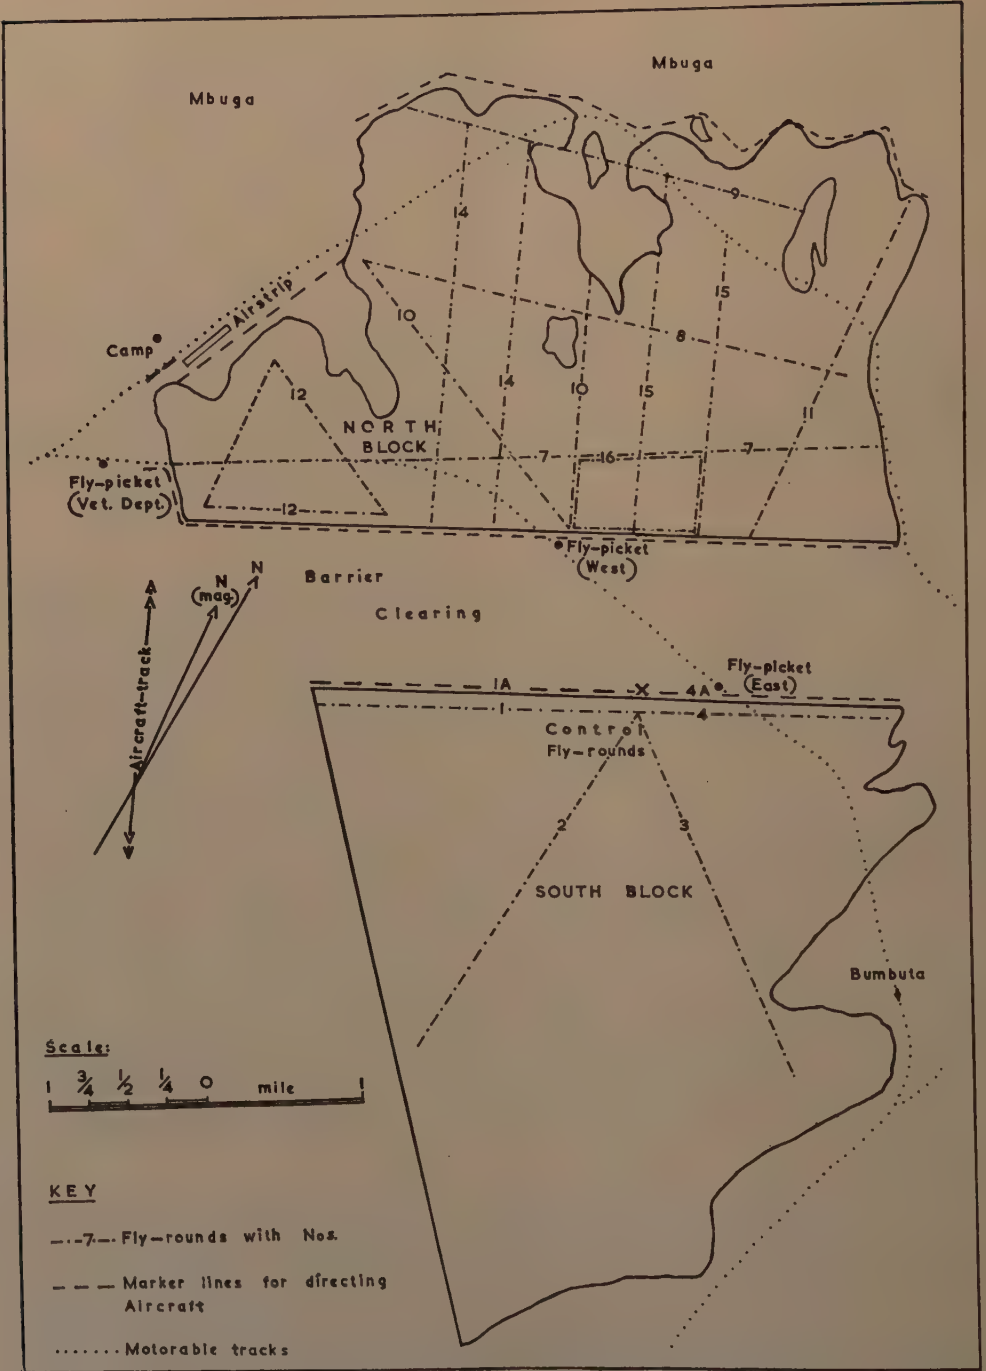 Mbuga
Mbuga
9
14
15
Airstrip
10
8
Camp
12
14
10
15
11
NORTH
BLOCK
7
16
7
Fly-picket
(Vet. Dept.)
12
Fly-picket
(West)
N
N
(mag)
Barrier
Clearing
Aircraft-track
Fly-picket
(East)
1A
X
4A
1
4
Control
Fly-rounds
2
3
SOUTH BLOCK
Bumbuta
Scale:
1 3/4 1/2 1/4 0 mile 1
KEY
7 Fly-rounds with Nos.
Marker lines for directing
Aircraft
Motorable tracks